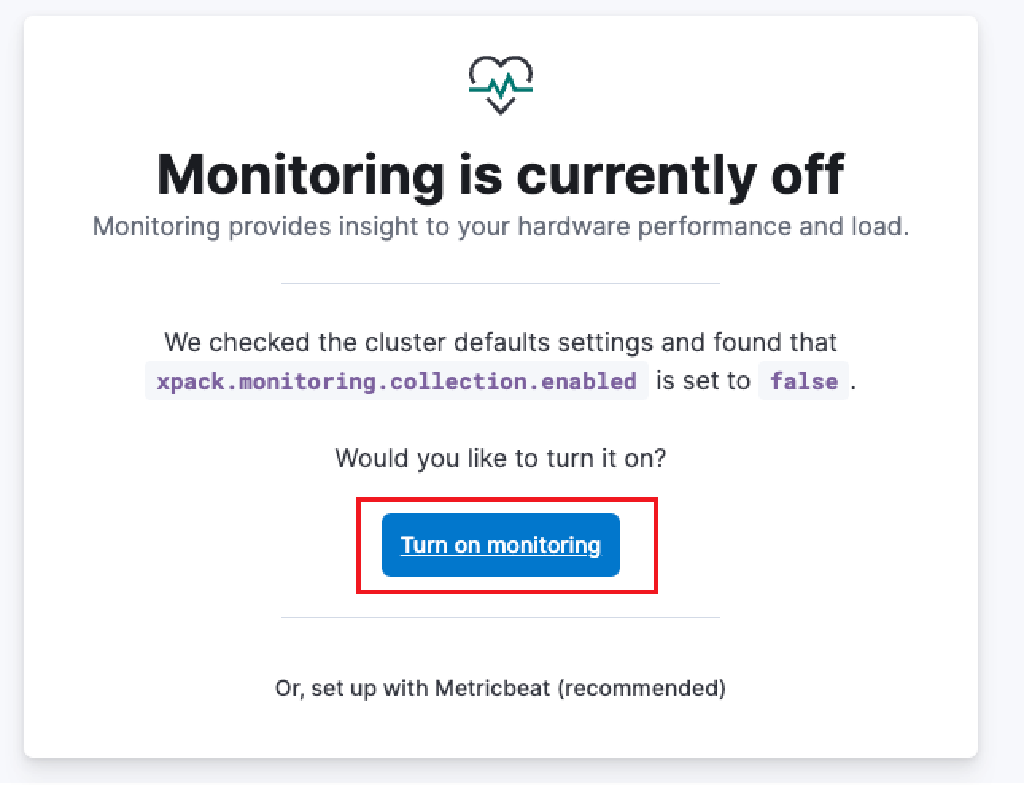 Monitoring is currently off
Monitoring provides insight to your hardware performance and load.
We checked the cluster defaults settings and found that
xpack.monitoring.collection.enabled is set to false .
Would you like to turn it on?
Turn on monitoring
Or, set up with Metricbeat (recommended)